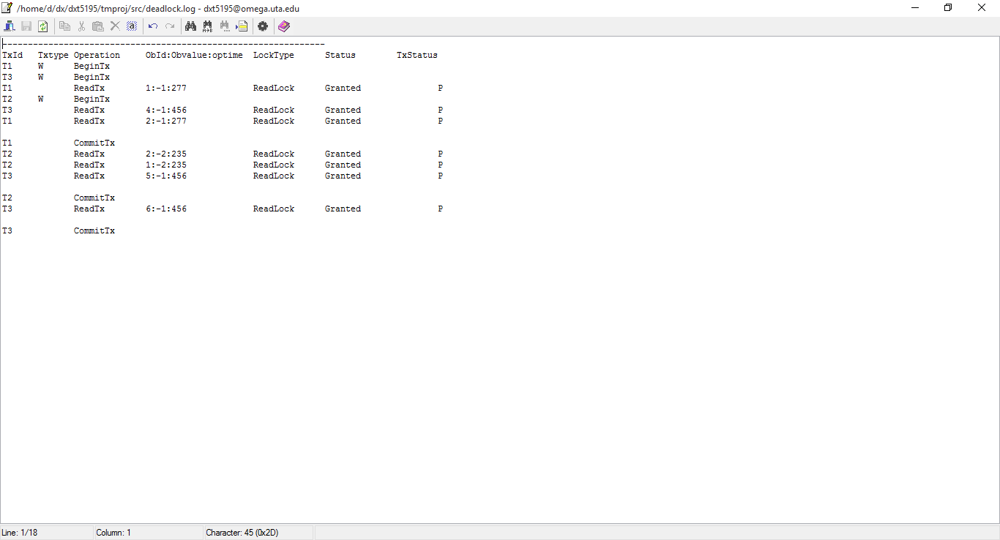 /home/d/dx/dxt5195/tmproj/src/deadlock.log - dxt5195@omega.uta.edu
---------------------------------------------------------------
TxId Txtype Operation ObId:Obvalue:optime LockType Status TxStatus
T1 W BeginTx
T3 W BeginTx
T1 ReadTx 1:-1:277 ReadLock Granted P
T2 W BeginTx
T3 ReadTx 4:-1:456 ReadLock Granted P
T1 ReadTx 2:-1:277 ReadLock Granted P
T1 CommitTx
T2 ReadTx 2:-2:235 ReadLock Granted P
T2 ReadTx 1:-2:235 ReadLock Granted P
T3 ReadTx 5:-1:456 ReadLock Granted P
T2 CommitTx
T3 ReadTx 6:-1:456 ReadLock Granted P
T3 CommitTx
Line: 1/18 Column: 1 Character: 45 (0x2D)